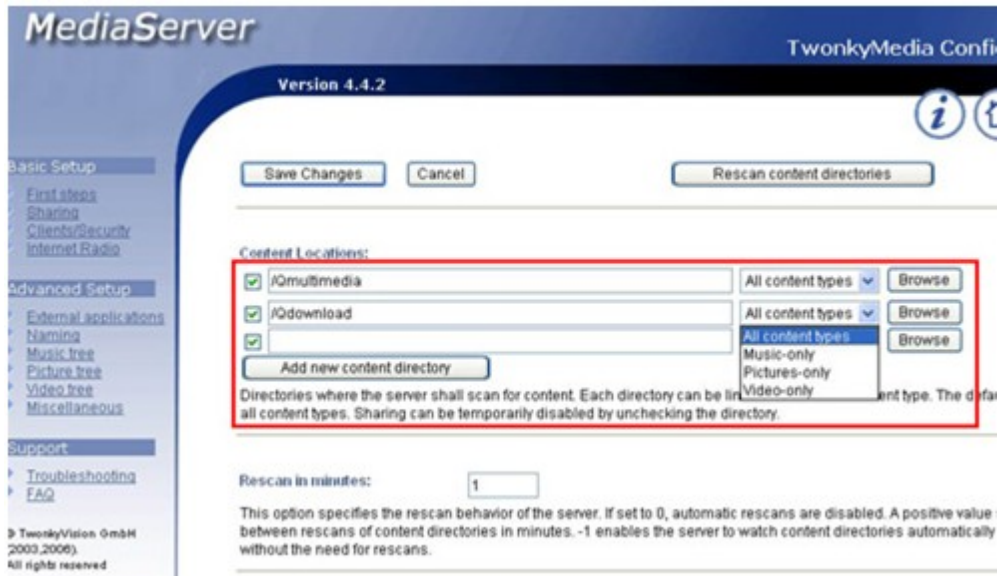 MediaServer
TwonkyMedia Confi
Version 4.4.2
Basic Setup
First steps
Sharing
Clients/Security
Internet Radio
Advanced Setup
External applications
Naming
Music tree
Picture tree
Video tree
Miscellaneous
Support
Troubleshooting
FAQ
© TwonkyVision GmbH
(2003,2006).
All rights reserved
Save Changes
Cancel
Rescan content directories
Content Locations:
/Qmultimedia
All content types
Browse
/Qdownload
All content types
Browse
All content types
Music-only
Pictures-only
Video-only
Browse
Add new content directory
Directories where the server shall scan for content. Each directory can be lin ent type. The defa
all content types. Sharing can be temporarily disabled by unchecking the directory.
Rescan in minutes:
1
This option specifies the rescan behavior of the server. If set to 0, automatic rescans are disabled. A positive value
between rescans of content directories in minutes. -1 enables the server to watch content directories automatically
without the need for rescans.